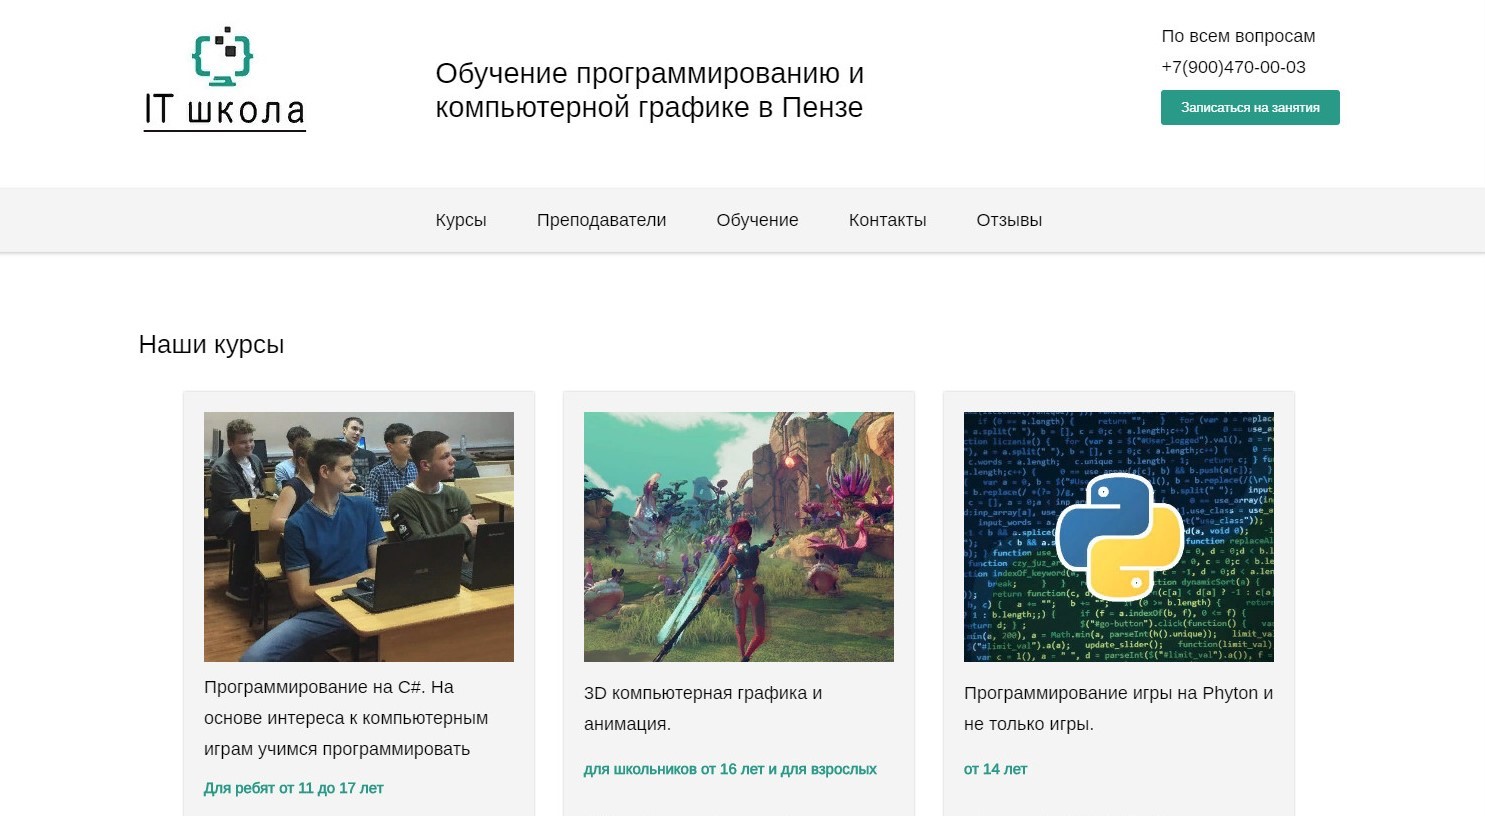 IT школа
Обучение программированию и
компьютерной графике в Пензе
По всем вопросам
+7(900)470-00-03
Записаться на занятия
Курсы
Преподаватели
Обучение
Контакты
Отзывы
Наши курсы
Программирование на C#. На
основе интереса к компьютерным
играм учимся программировать
Для ребят от 11 до 17 лет
3D компьютерная графика и
анимация.
для школьников от 16 лет и для взрослых
Программирование игры на Phyton и
не только игры.
от 14 лет